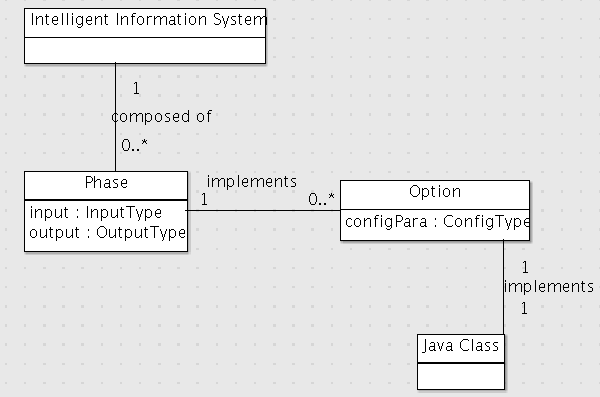 Intelligent Information System
1
composed of
0..*
Phase
input : InputType
output : OutputType
implements
1
0..*
Option
configPara : ConfigType
1
implements
1
Java Class